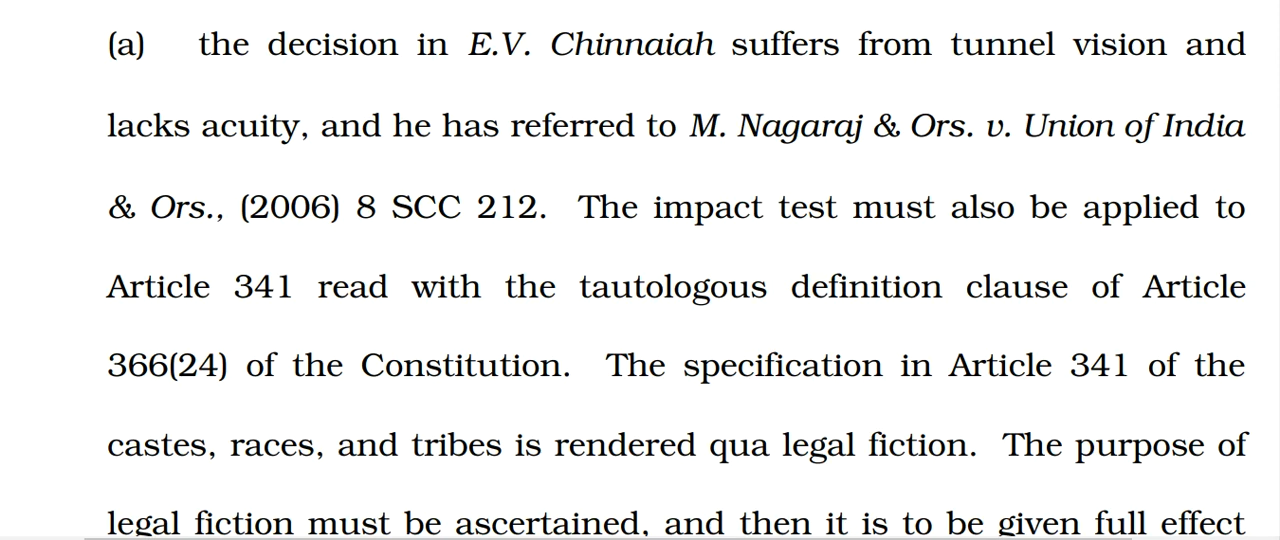 (a) the decision in E.V. Chinnaiah suffers from tunnel vision and
lacks acuity, and he has referred to M. Nagaraj & Ors. v. Union of India
& Ors., (2006) 8 SCC 212. The impact test must also be applied to
Article 341 read with the tautologous definition clause of Article
366(24) of the Constitution. The specification in Article 341 of the
castes, races, and tribes is rendered qua legal fiction. The purpose of
legal fiction must be ascertained, and then it is to be given full effect